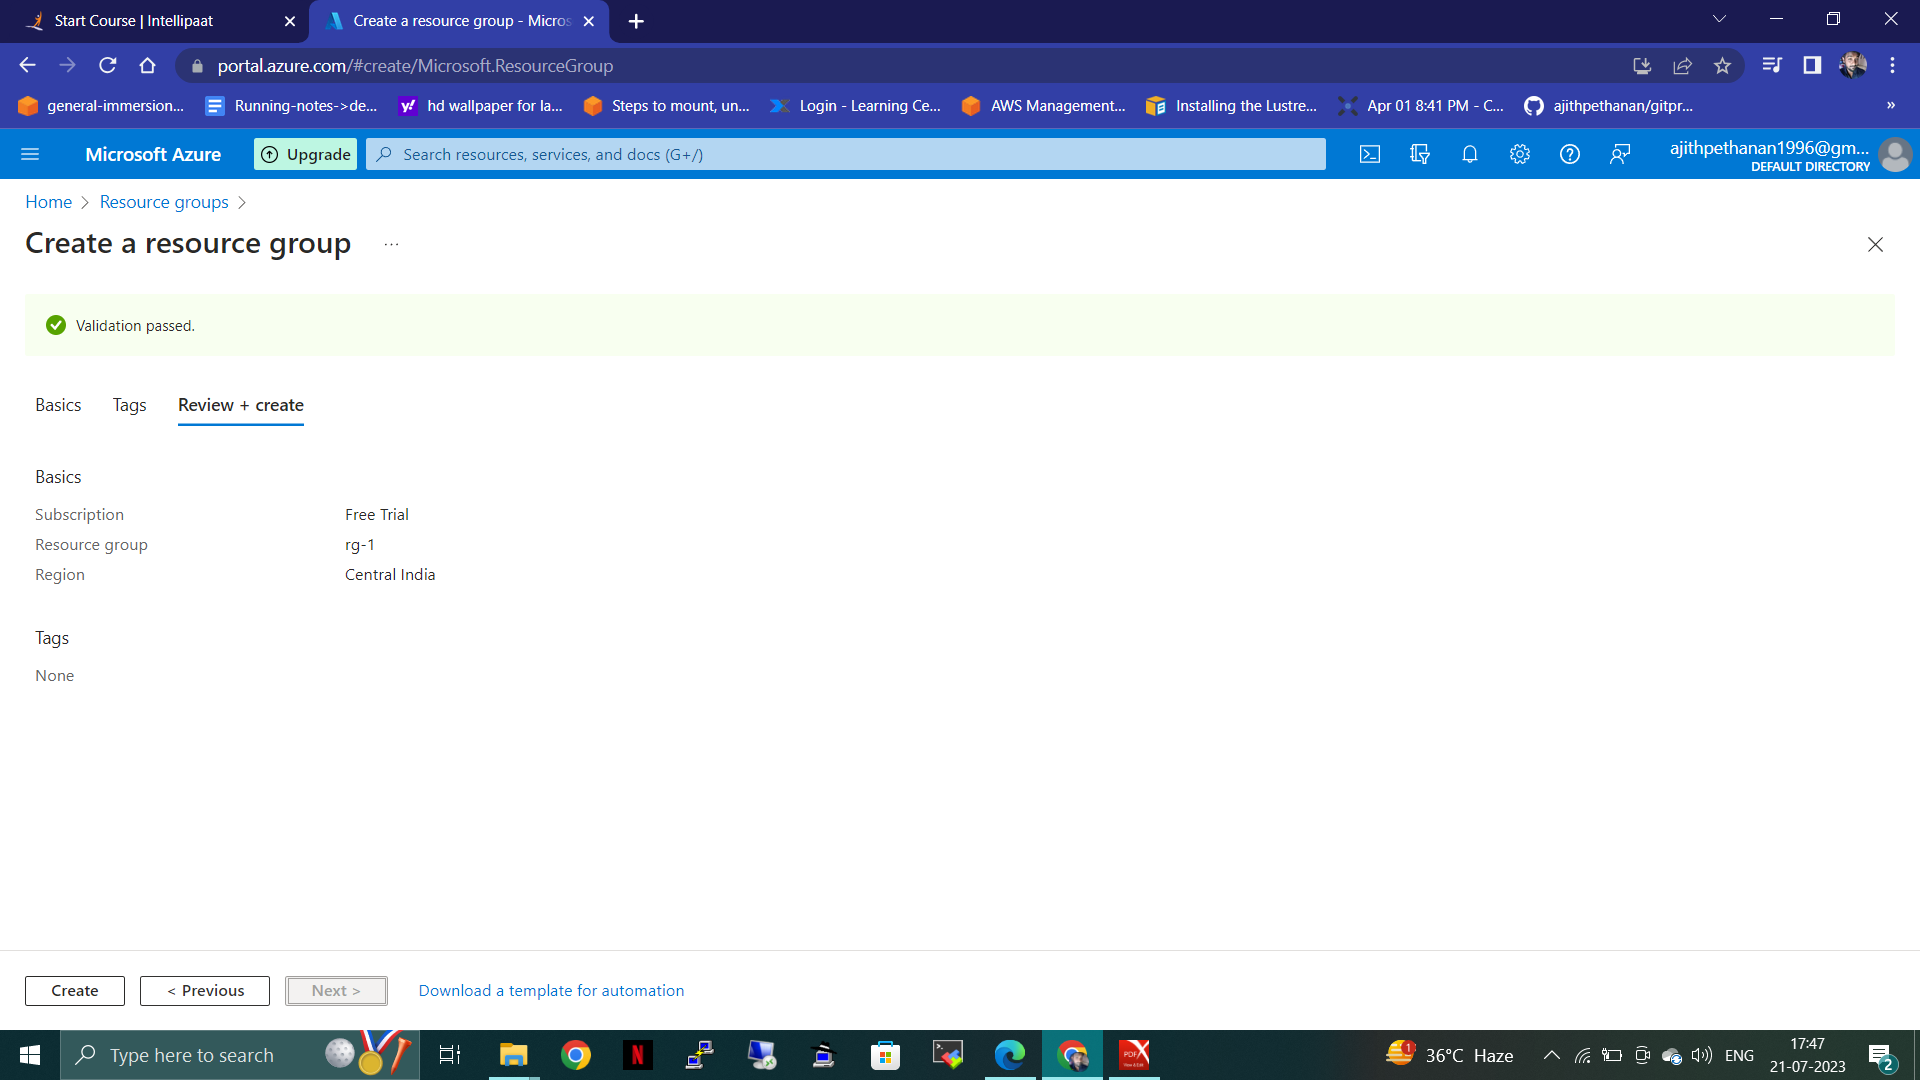 Start Course | Intellipaat
Create a resource group - Micros
portal.azure.com/#create/Microsoft.ResourceGroup
general-immersion...
Running-notes->de...
hd wallpaper for la...
Steps to mount, un...
Login - Learning Ce...
AWS Management...
Installing the Lustre...
Apr 01 8:41 PM - C...
ajithpethanan/gitpr...
»
Microsoft Azure
Upgrade
Search resources, services, and docs (G+/)
ajithpethanan1996@gm...
DEFAULT DIRECTORY
Home > Resource groups >
Create a resource group ...
Validation passed.
Basics Tags Review + create
Basics
Subscription Free Trial
Resource group rg-1
Region Central India
Tags
None
Create
< Previous
Next >
Download a template for automation
Type here to search
36°C Haze
1
ENG
17:47
21-07-2023
2